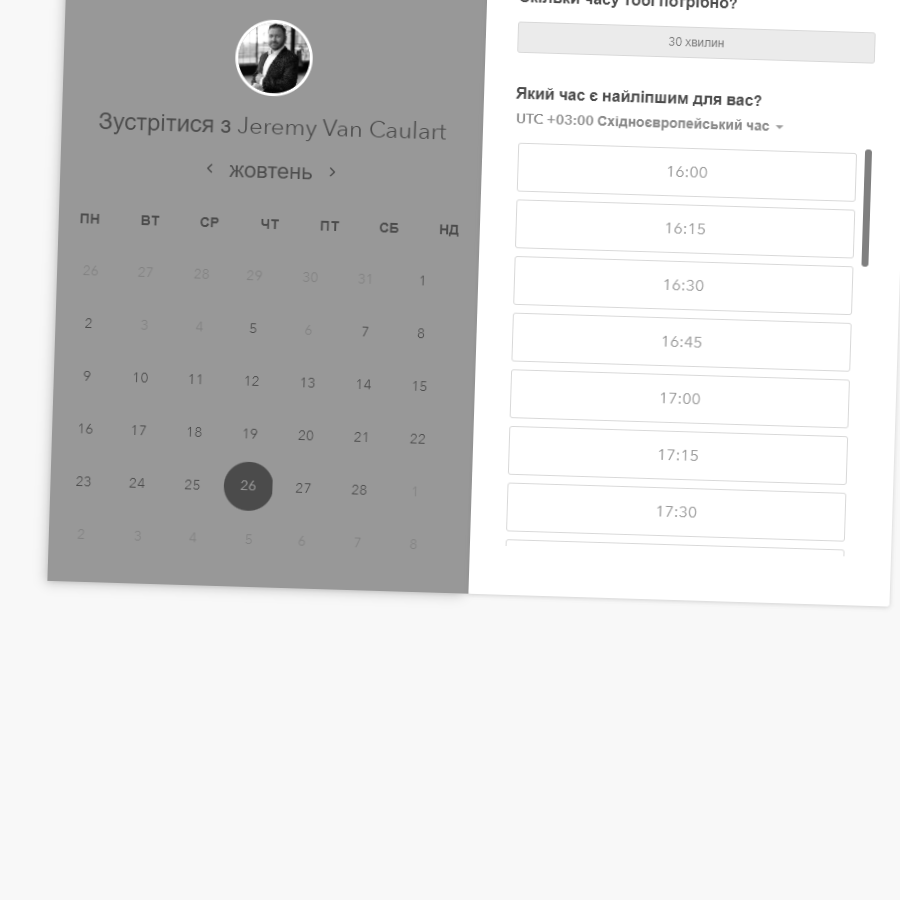 Зустрітися з Jeremy Van Caulart
жовтень
ПН ВТ СР ЧТ ПТ СБ НД
26 27 28 29 30 31 1
2 3 4 5 6 7 8
9 10 11 12 13 14 15
16 17 18 19 20 21 22
23 24 25 26 27 28 1
2 3 4 5 6 7 8
Скільки часу тобі потрібно?
30 хвилин
Який час є найліпшим для вас?
UTC +03:00 Східноєвропейський час
16:00
16:15
16:30
16:45
17:00
17:15
17:30